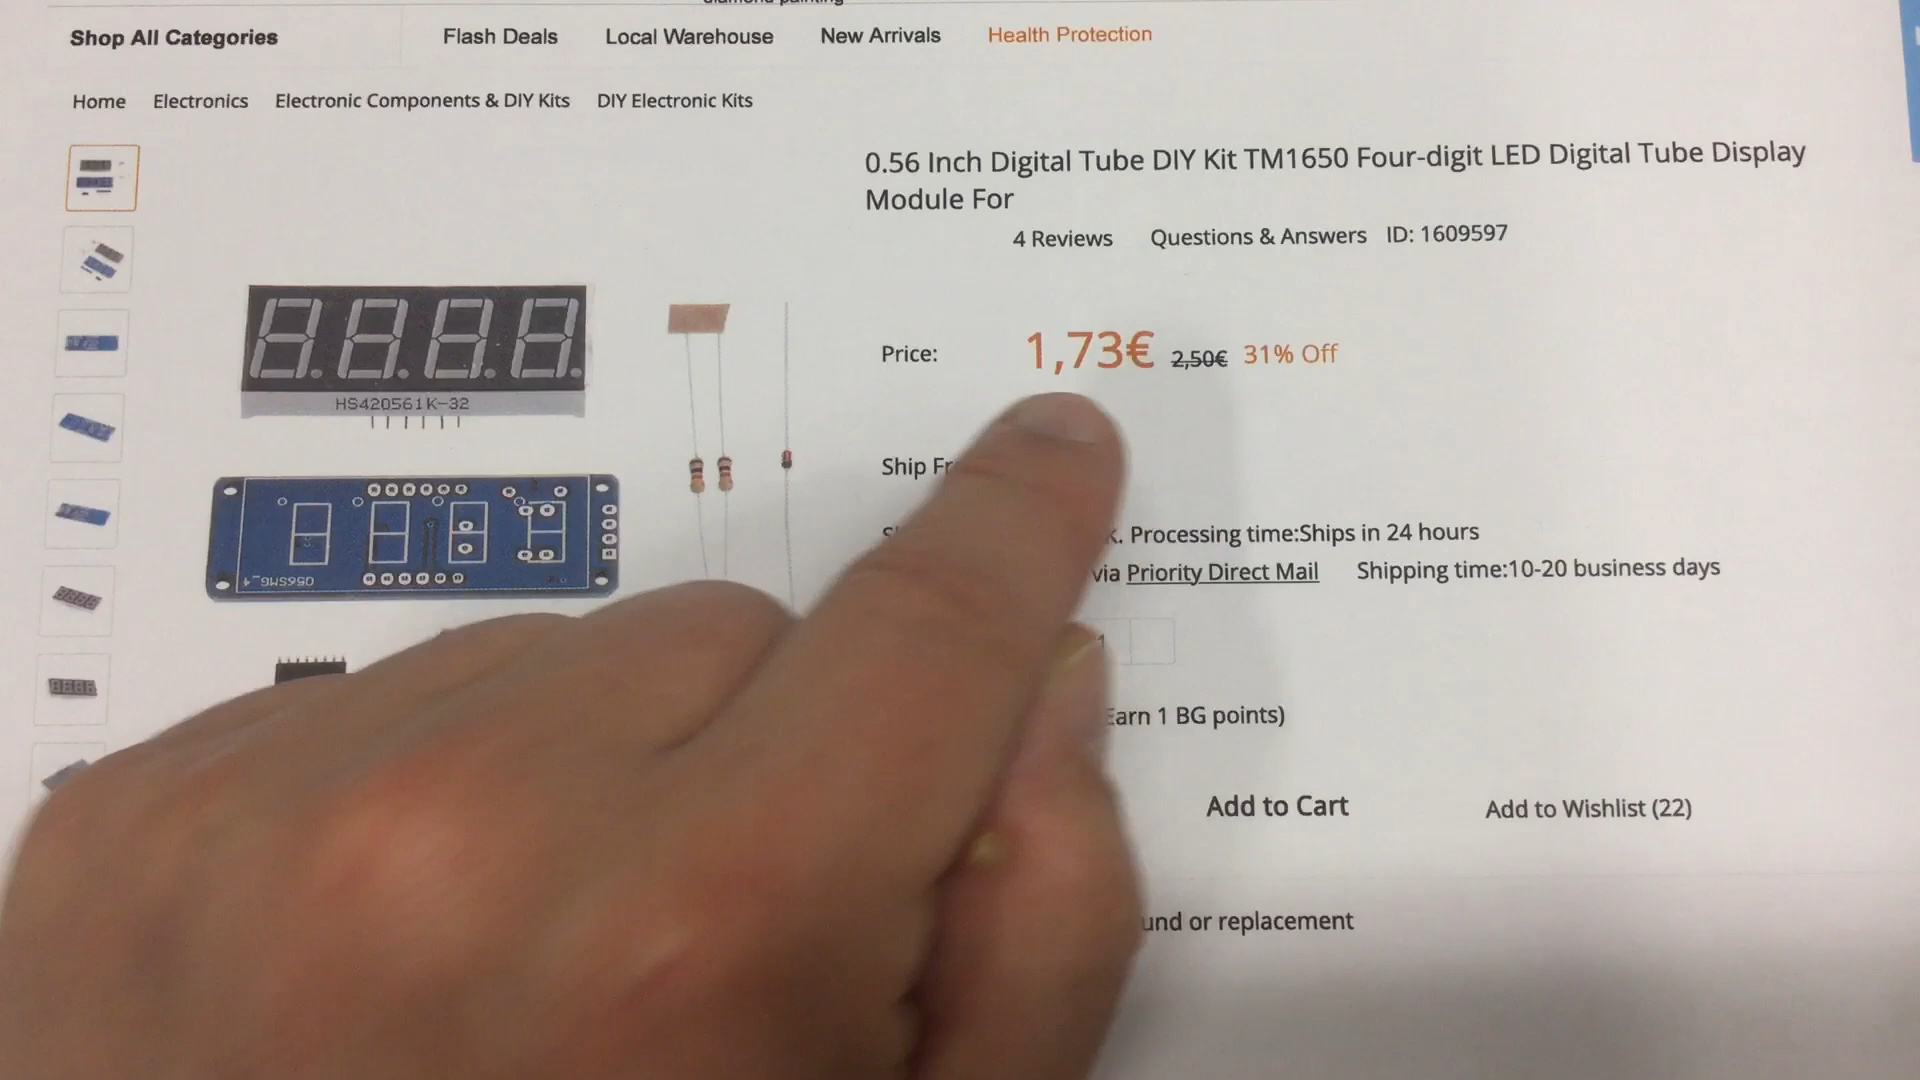 Shop All Categories Flash Deals Local Warehouse New Arrivals Health Protection
Home Electronics Electronic Components & DIY Kits DIY Electronic Kits
0.56 Inch Digital Tube DIY Kit TM1650 Four-digit LED Digital Tube Display
Module For
4 Reviews Questions & Answers ID: 1609597
Price: 1,73€ 2,50€ 31% Off
HS420561K-32
Ship
Processing time:Ships in 24 hours
via Priority Direct Mail Shipping time:10-20 business days
1
Earn 1 BG points)
Add to Cart Add to Wishlist (22)
or replacement